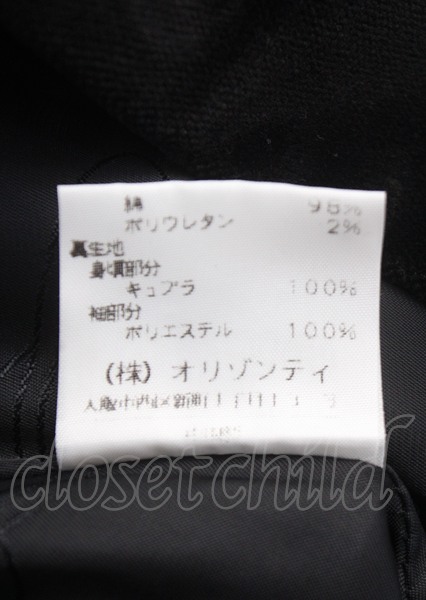 綿 98%
ポリウレタン 2%
裏生地
身頃部分
キュプラ 100%
袖部分
ポリエステル 100%
(株) オリゾンティ
closet child